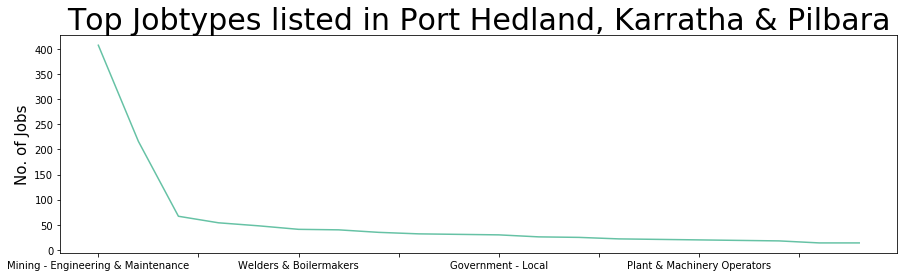 Top Jobtypes listed in Port Hedland, Karratha & Pilbara
No. of Jobs
400
350
300
250
200
150
100
50
0
Mining - Engineering & Maintenance
Welders & Boilermakers
Government - Local
Plant & Machinery Operators